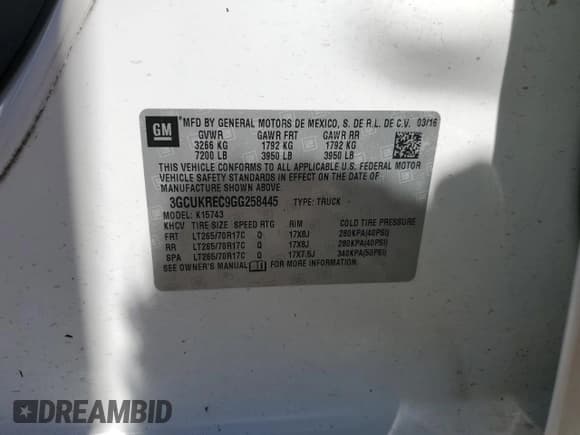 GM
*MFD BY GENERAL MOTORS DE MEXICO, S. DE R.L. DE C.V. 03/16
GVWR GAWR FRT GAWR RR
3266 KG 1792 KG 1792 KG
7200 LB 3950 LB 3950 LB
THIS VEHICLE CONFORMS TO ALL APPLICABLE U.S. FEDERAL MOTOR
VEHICLE SAFETY STANDARDS IN EFFECT ON THE DATE OF
MANUFACTURE SHOWN ABOVE.
3GCUKREC9GG258445 TYPE: TRUCK
MODEL: K15743
KHCU TIRE SIZE SPEED RTG RIM COLD TIRE PRESSURE
FRT LT265/70R17C Q 17X8J 280KPA(40PSI)
RR LT265/70R17C Q 17X8J 280KPA(40PSI)
SPA LT265/70R17C Q 17X7.5J 340KPA(50PSI)
SEE OWNER'S MANUAL FOR MORE INFORMATION.
DREAMBID